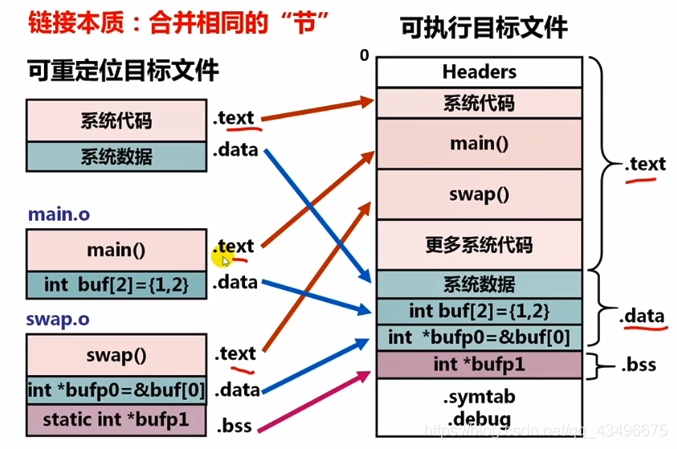 链接本质：合并相同的“节”
可重定位目标文件
系统代码 .text
系统数据 .data
main.o
main() .text
int buf[2]={1,2} .data
swap.o
swap() .text
int *bufp0=&buf[0] .data
static int *bufp1 .bss
可执行目标文件
0
Headers
系统代码
main()
swap()
更多系统代码
.text
系统数据
int buf[2]={1,2}
int *bufp0=&buf[0]
.data
int *bufp1
.bss
.symtab
.debug
https://blog.csdn.net/qq_43496675